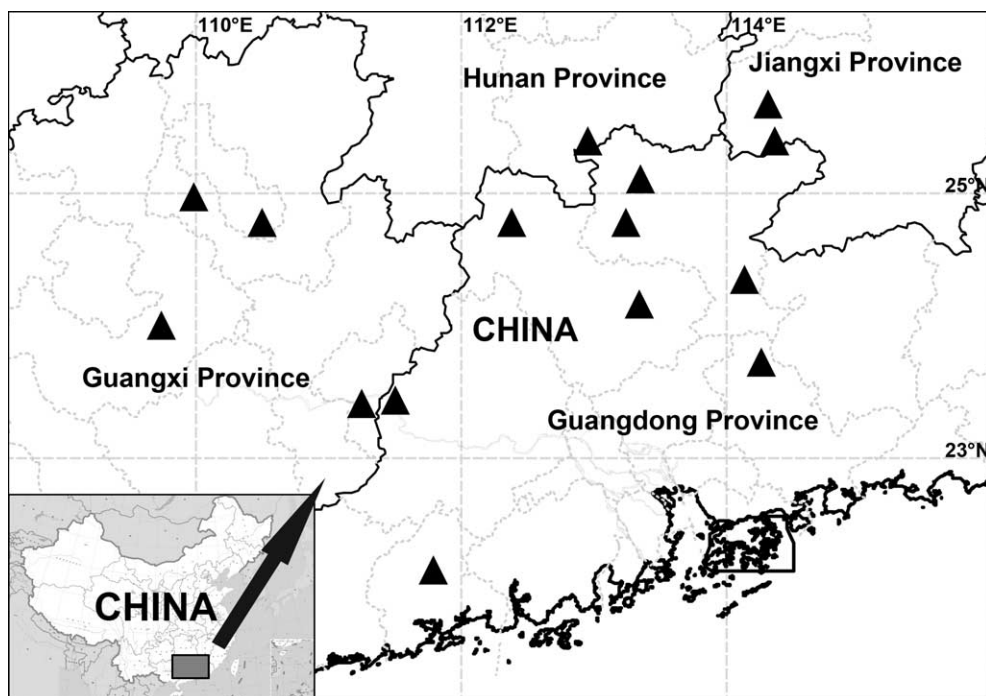 110°E
112°E
114°E
Hunan Province
Jiangxi Province
25°N
CHINA
Guangxi Province
Guangdong Province
23°N
CHINA